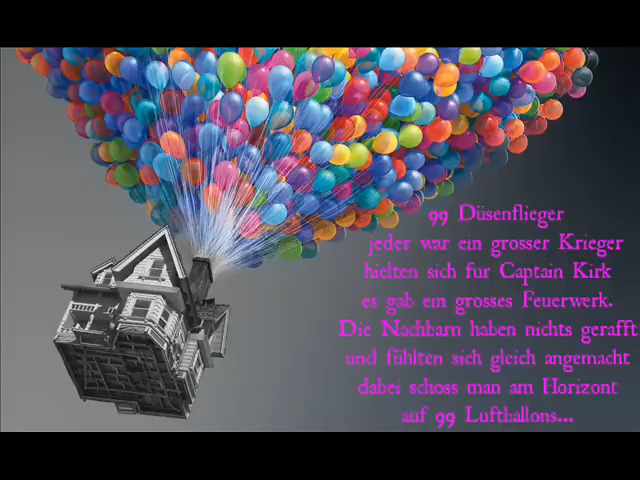 99 Düsenflieger
jeder war ein grosser Krieger
hielten sich fur Captain Kirk
es gab ein grosses Feuerwerk.
Die Nachbarn haben nichts gerafft
und fühlten sich gleich angemacht
dabei schoss man am Horizont
auf 99 Luftballons...